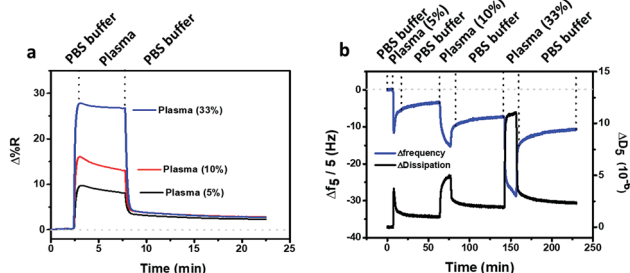 a
PBS buffer
Plasma
PBS buffer
Δ%R
30
20
10
0
Plasma (33%)
Plasma (10%)
Plasma (5%)
0 5 10 15 20 25
Time (min)
b
PBS buffer
Plasma (5%)
PBS buffer
Plasma (10%)
PBS buffer
Plasma (33%)
PBS buffer
Δf5 / 5 (Hz)
10
0
-10
-20
-30
-40
Δfrequency
ΔDissipation
15
10
5
0
ΔD5 (10⁻⁶)
0 50 100 150 200 250
Time (min)